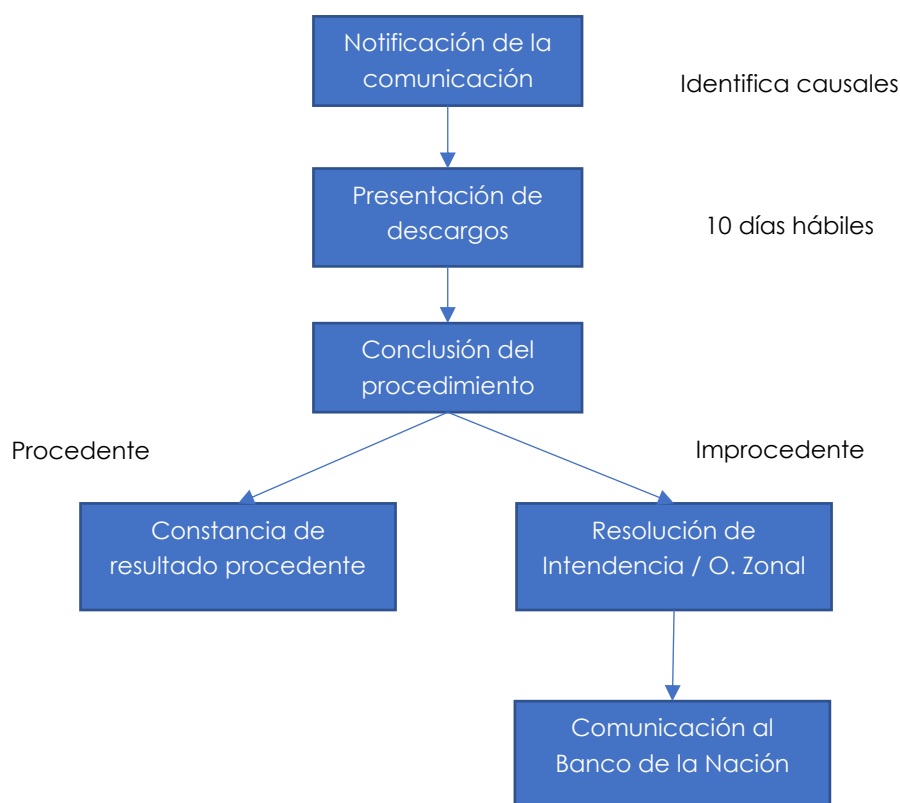 Notificación de la
comunicación
Identifica causales
Presentación de
descargos
10 días hábiles
Conclusión del
procedimiento
Procedente
Improcedente
Constancia de
resultado procedente
Resolución de
Intendencia / O. Zonal
Comunicación al
Banco de la Nación